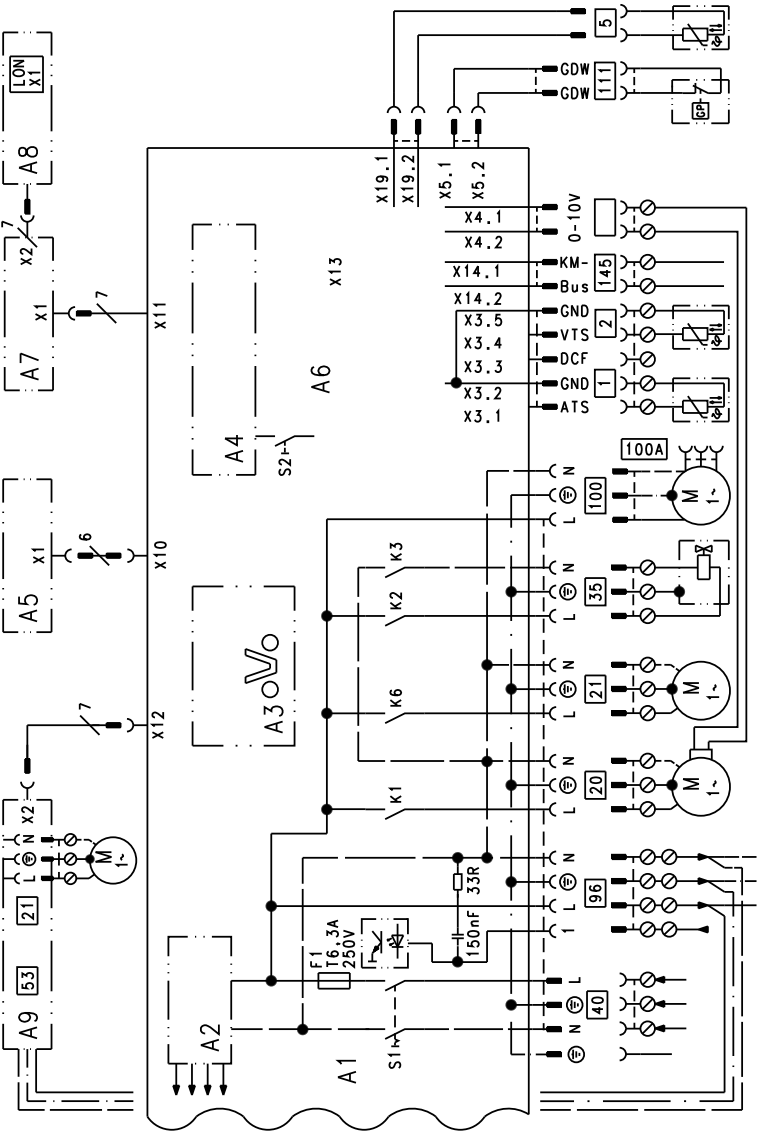 5
GDW
GDW
111
GP
LON
X1
A8
7
X2
A7
X1
7
X11
X19.1
X19.2
X5.1
X5.2
X4.1
X4.2
0-10V
X14.1
X14.2
KM-
Bus
145
X3.5
X3.4
X3.3
X3.2
X3.1
GND
VTS
DCF
GND
ATS
2
1
X13
A6
A4
S2
A5
X1
6
X10
A3
X12
7
100A
N
L
100
M
1~
K3
K2
N
L
35
K6
N
L
21
M
1~
K1
N
L
20
M
1~
X2
N
L
M
1~
21
53
A9
33R
150nF
N
L
1
96
F1
T6.3A
250V
A2
A1
S1
L
N
40